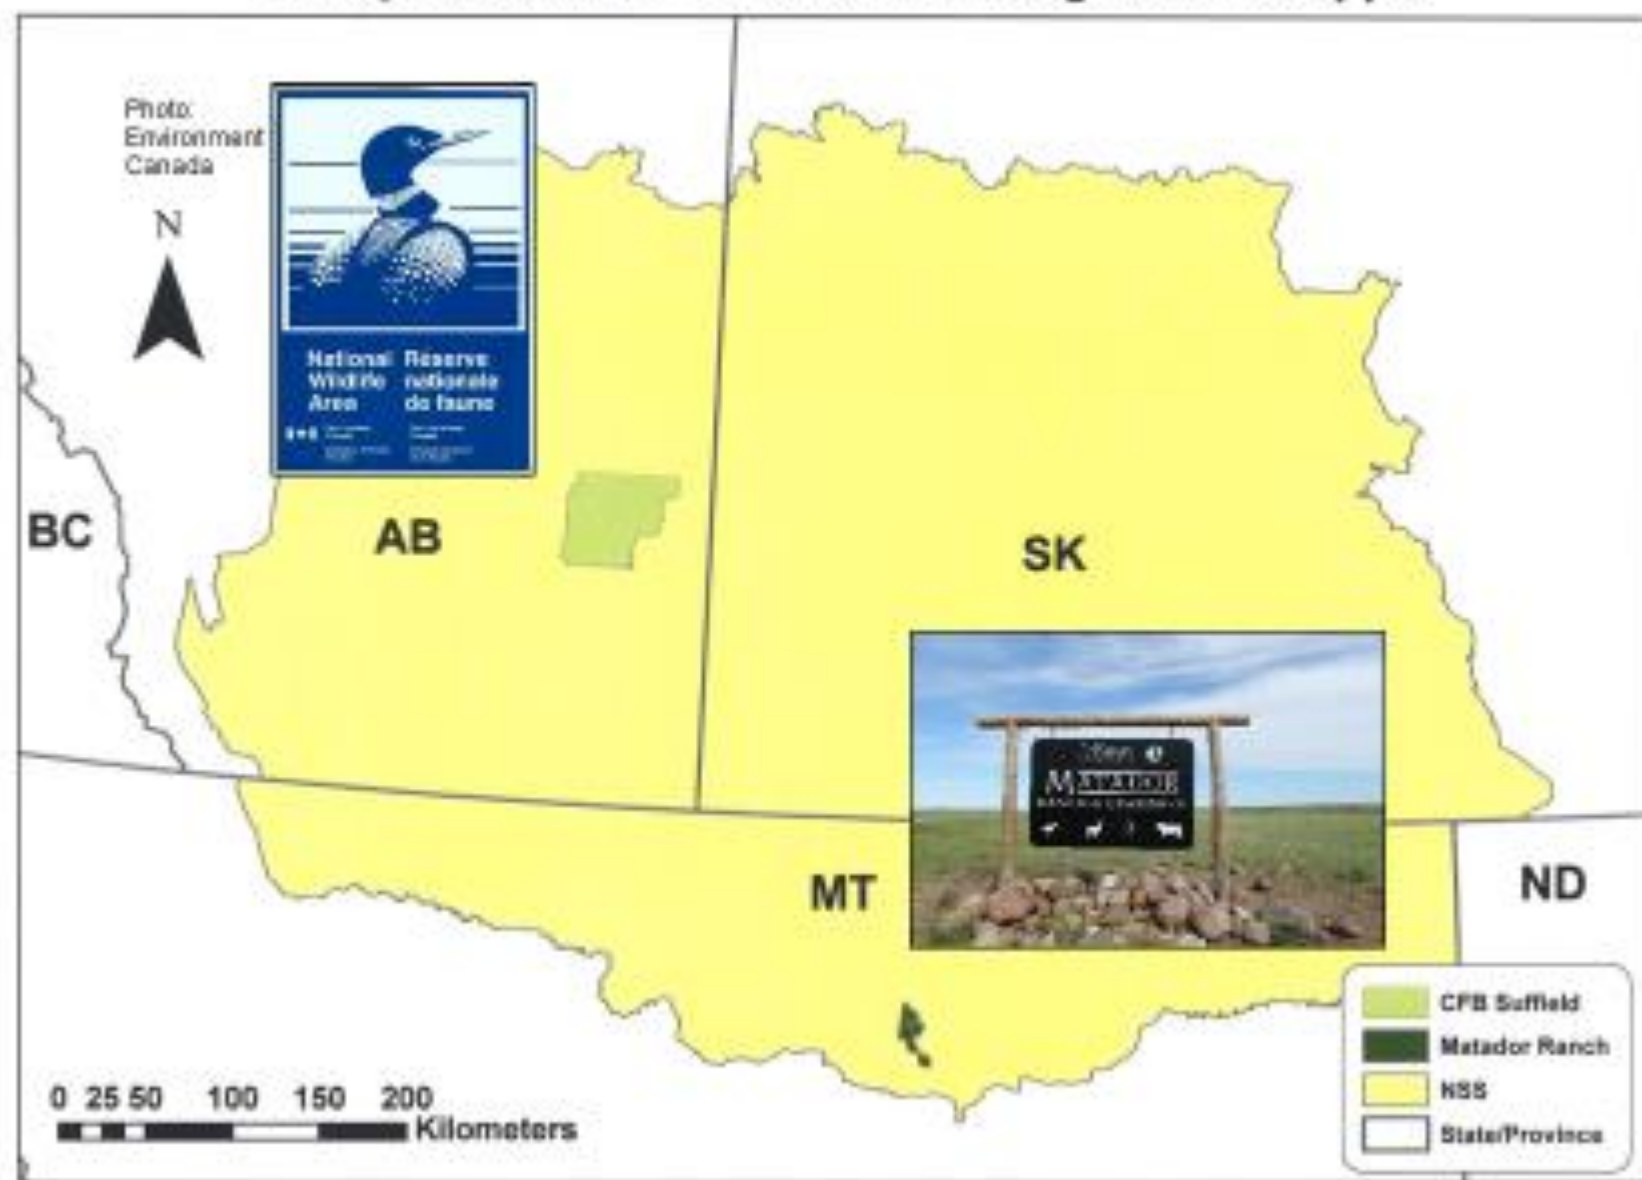 Photo:
Environment
Canada
N
National
Wildlife
Area
Réserve
nationale
de faune
BC
AB
SK
MATADOR
MT
ND
CFB Suffield
Matador Ranch
NSS
State/Province
0 25 50 100 150 200
Kilometers